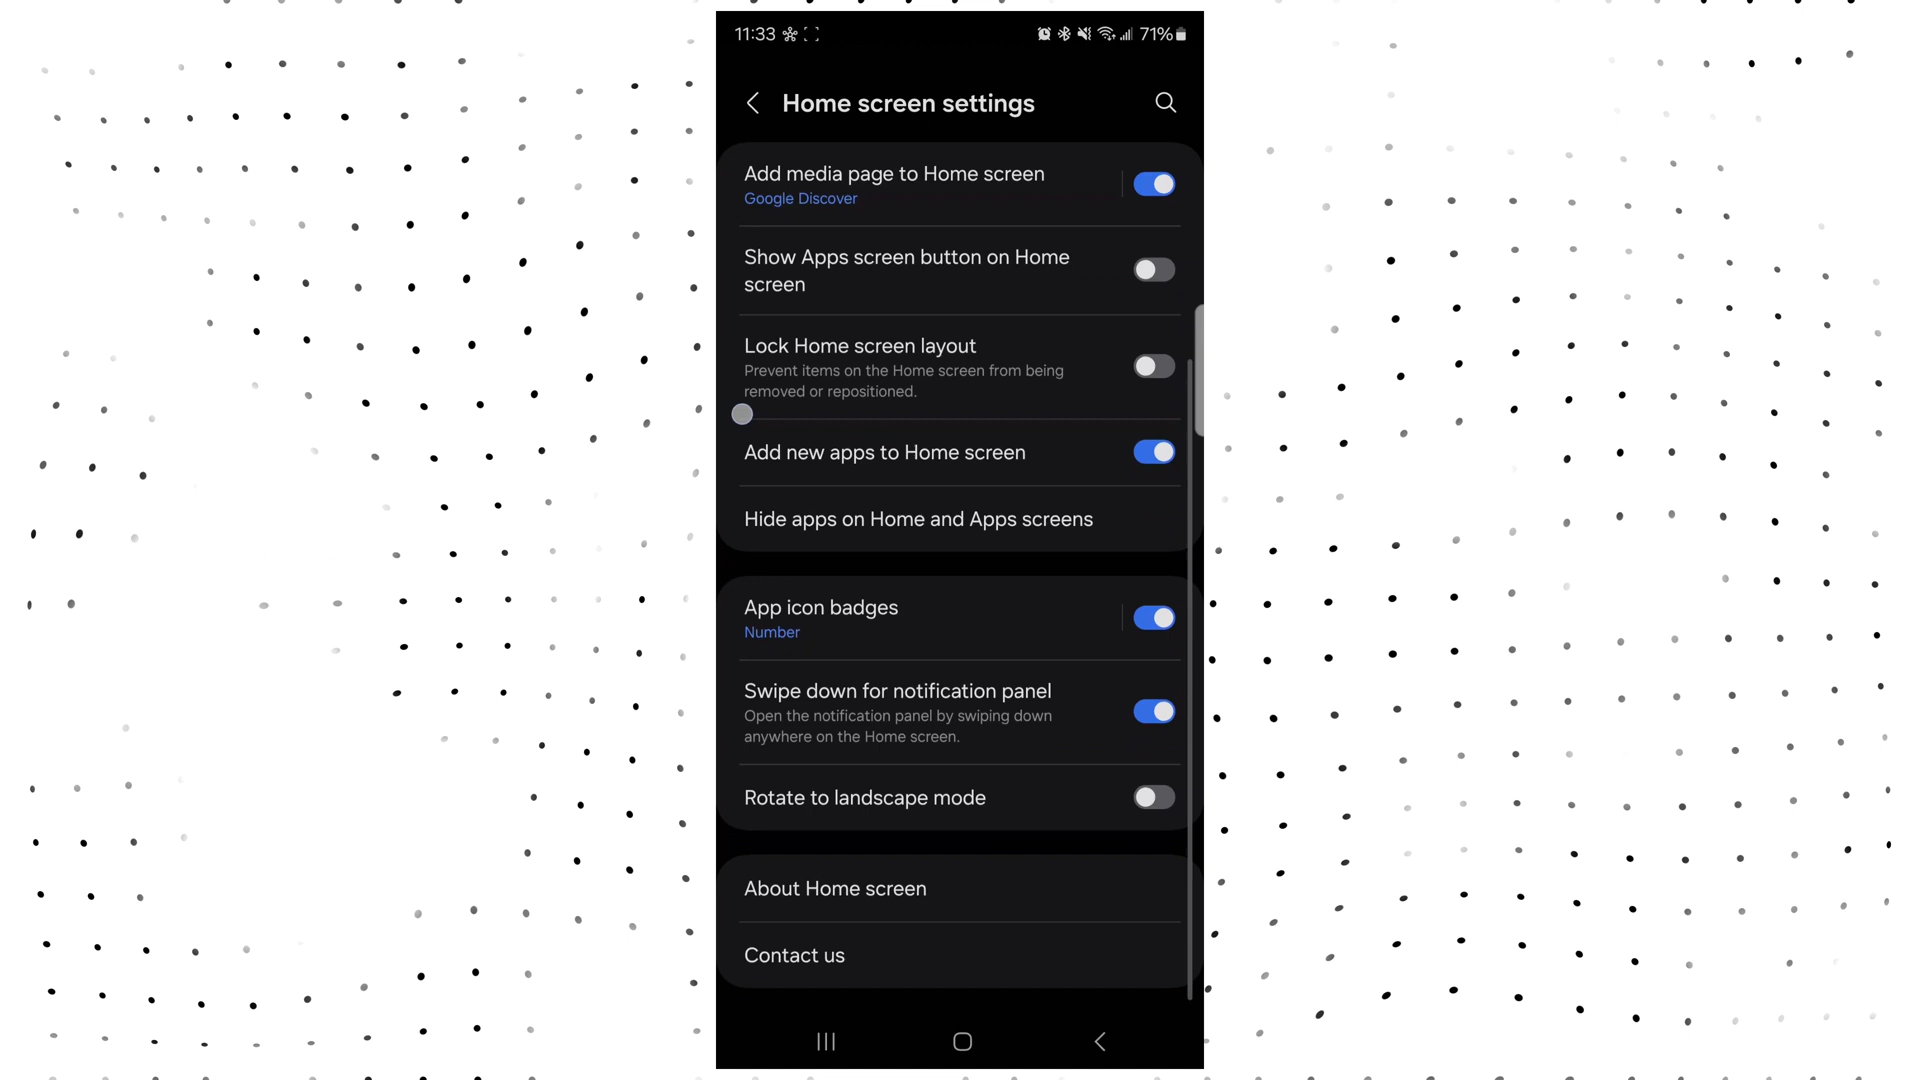 11:33
71%
Home screen settings
Add media page to Home screen
Google Discover
Show Apps screen button on Home
screen
Lock Home screen layout
Prevent items on the Home screen from being
removed or repositioned.
Add new apps to Home screen
Hide apps on Home and Apps screens
App icon badges
Number
Swipe down for notification panel
Open the notification panel by swiping down
anywhere on the Home screen.
Rotate to landscape mode
About Home screen
Contact us